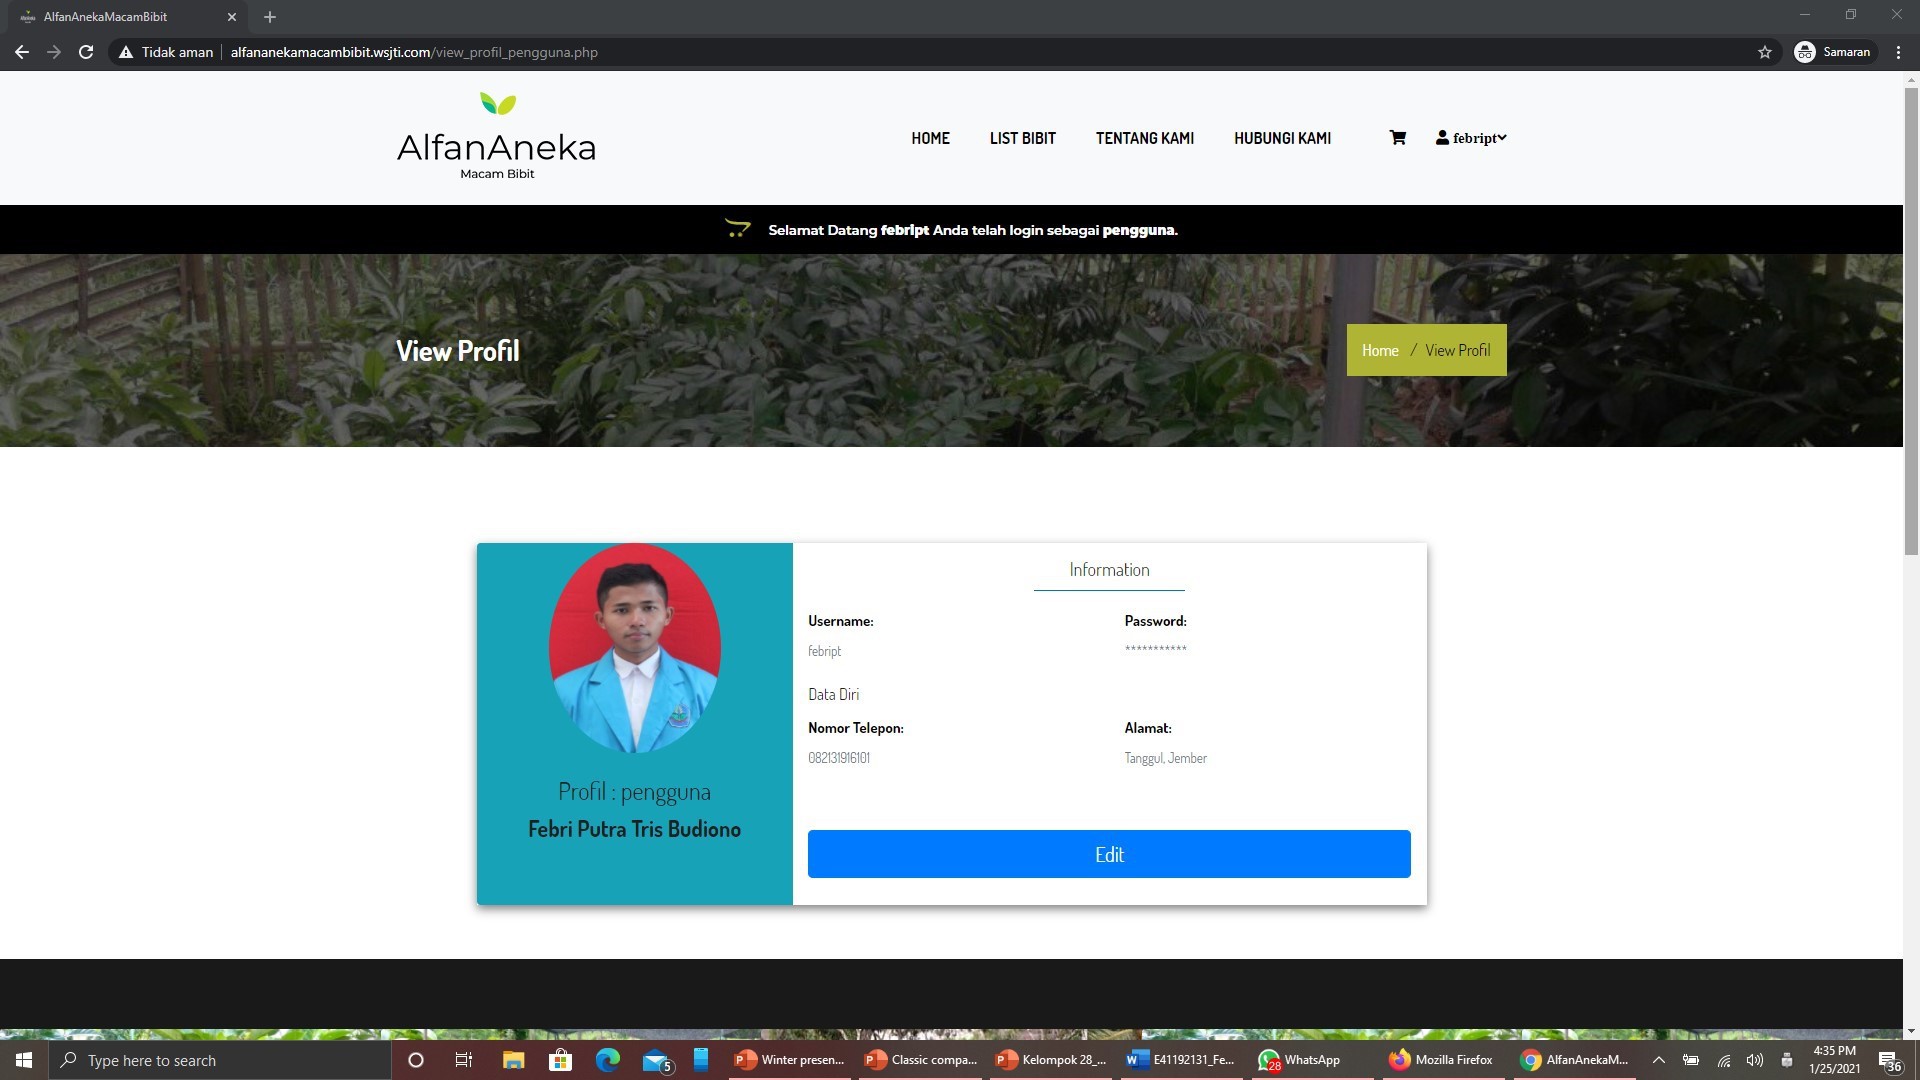 AlfanAnekaMacamBibit
Tidak aman
alfananekamacambibit.wsjti.com/view_profil_pengguna.php
Samaran
AlfanAneka
Macam Bibit
HOME
LIST BIBIT
TENTANG KAMI
HUBUNGI KAMI
febript
Selamat Datang febript Anda telah login sebagai pengguna.
View Profil
Home / View Profil
Information
Username:
Password:
febript
***********
Data Diri
Nomor Telepon:
Alamat:
082131916101
Tanggul, Jember
Profil : pengguna
Febri Putra Tris Budiono
Edit
Type here to search
5
Winter presen...
Classic compa...
Kelompok 28_...
E41192131_Fe...
28
WhatsApp
Mozilla Firefox
AlfanAnekaM...
4:35 PM
1/25/2021
36